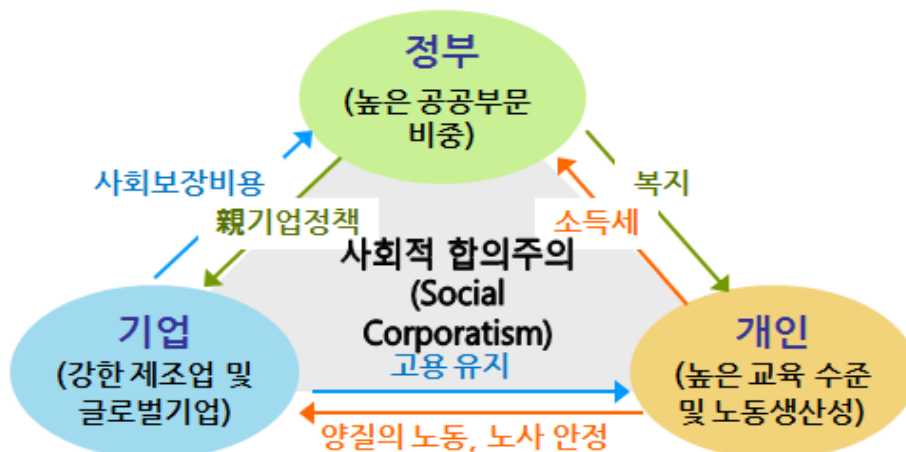 정부
(높은 공공부문
비중)
사회보장비용
복지
親기업정책
소득세
사회적 합의주의
(Social
Corporatism)
기업
(강한 제조업 및
글로벌기업)
개인
(높은 교육 수준
및 노동생산성)
고용 유지
양질의 노동, 노사 안정